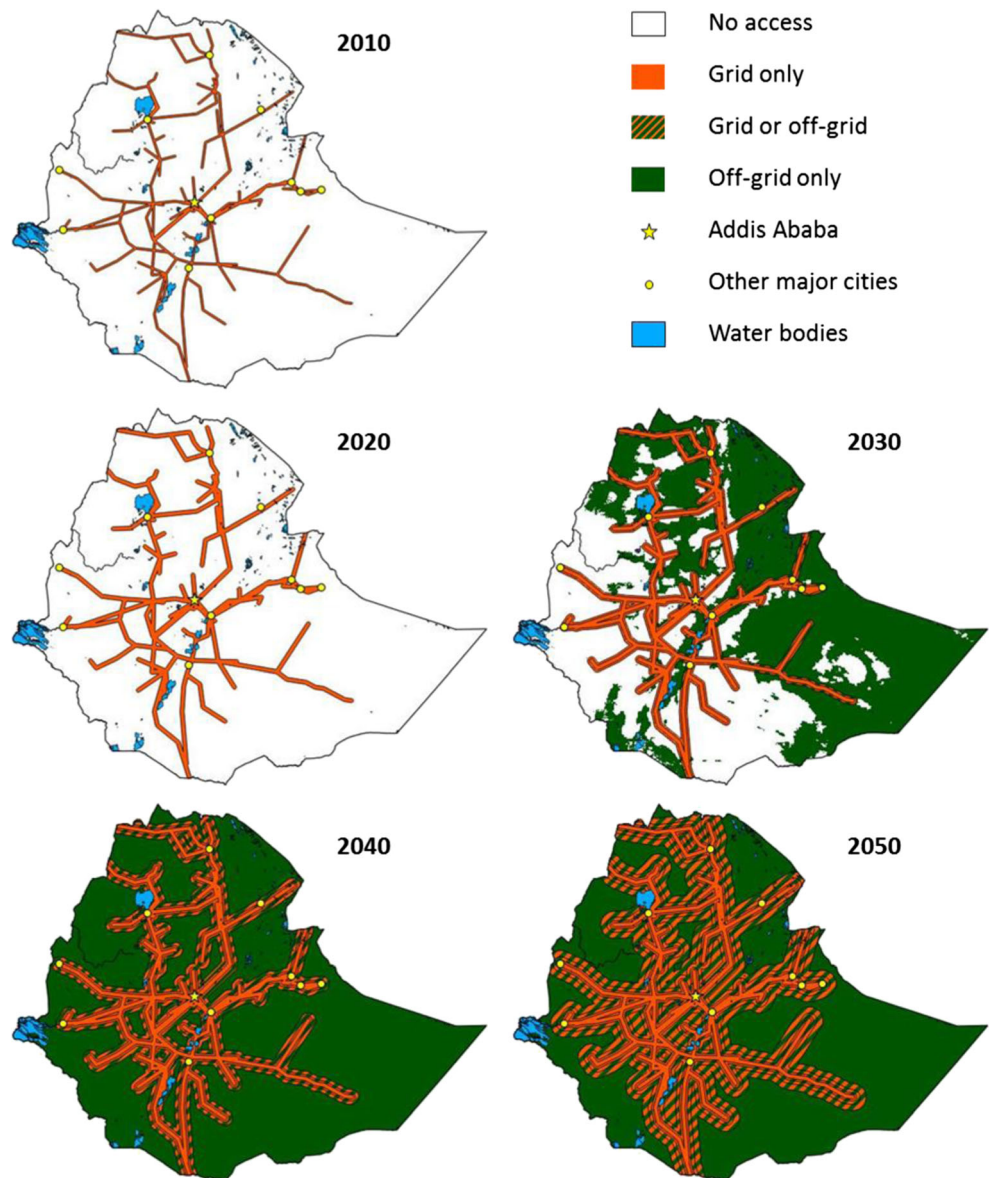 2010
No access
Grid only
Grid or off-grid
Off-grid only
Addis Ababa
Other major cities
Water bodies
2020
2030
2040
2050